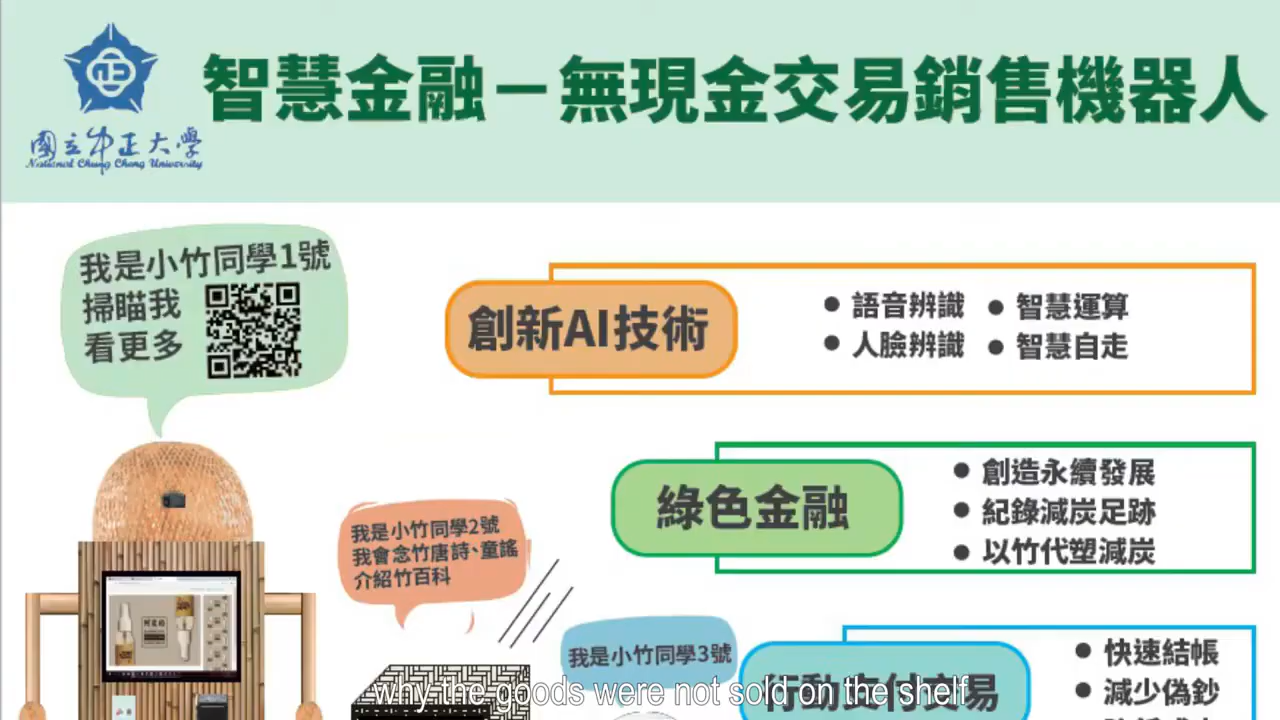 智慧金融－無現金交易銷售機器人
國立中正大學
National Chung Cheng University
我是小竹同學1號
掃瞄我
看更多
創新AI技術
● 語音辨識 ● 智慧運算
● 人臉辨識 ● 智慧自走
綠色金融
● 創造永續發展
● 紀錄減炭足跡
● 以竹代塑減炭
我是小竹同學2號
我會念竹唐詩、童謠
介紹竹百科
我是小竹同學3號
行動支付交易
● 快速結帳
● 減少偽鈔
why the goods were not sold on the shelf